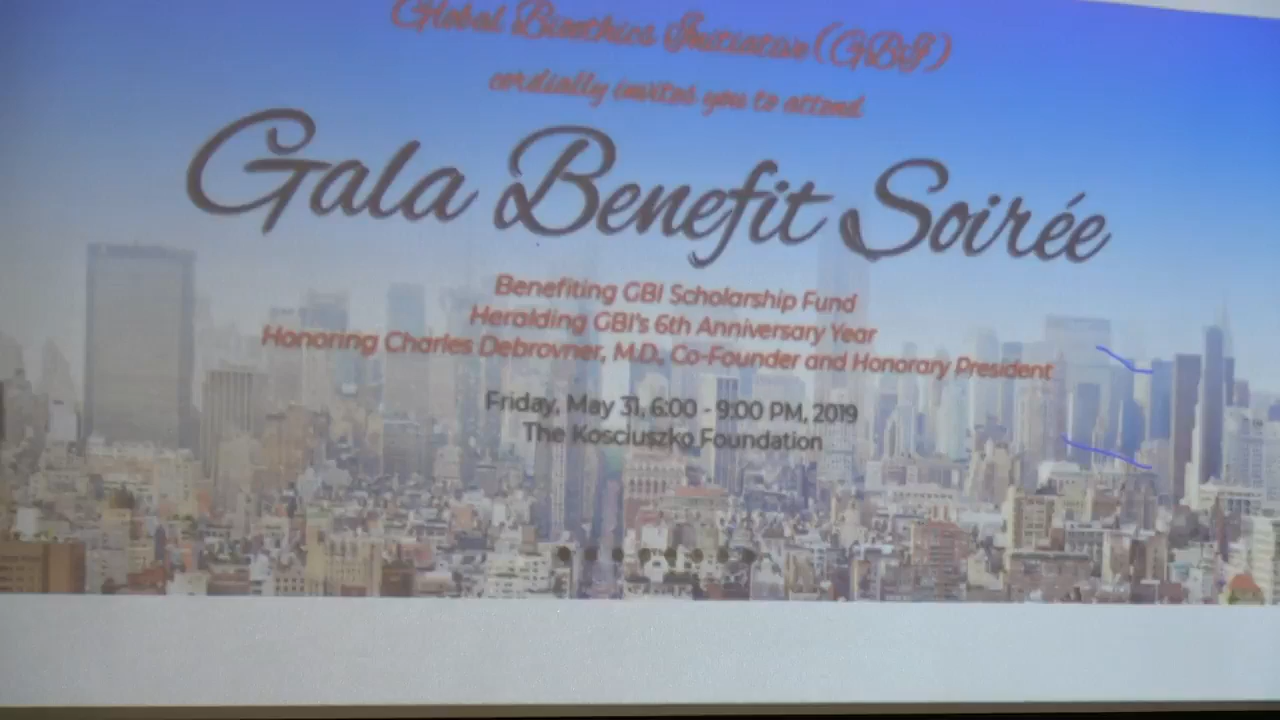 Global Bioethics Initiative (GBI)
cordially invites you to attend
Gala Benefit Soirée
Benefiting GBI Scholarship Fund
Heralding GBI's 6th Anniversary Year
Honoring Charles Debrovner, M.D., Co-Founder and Honorary President
Friday, May 31, 6:00 - 9:00 PM, 2019
The Kosciuszko Foundation